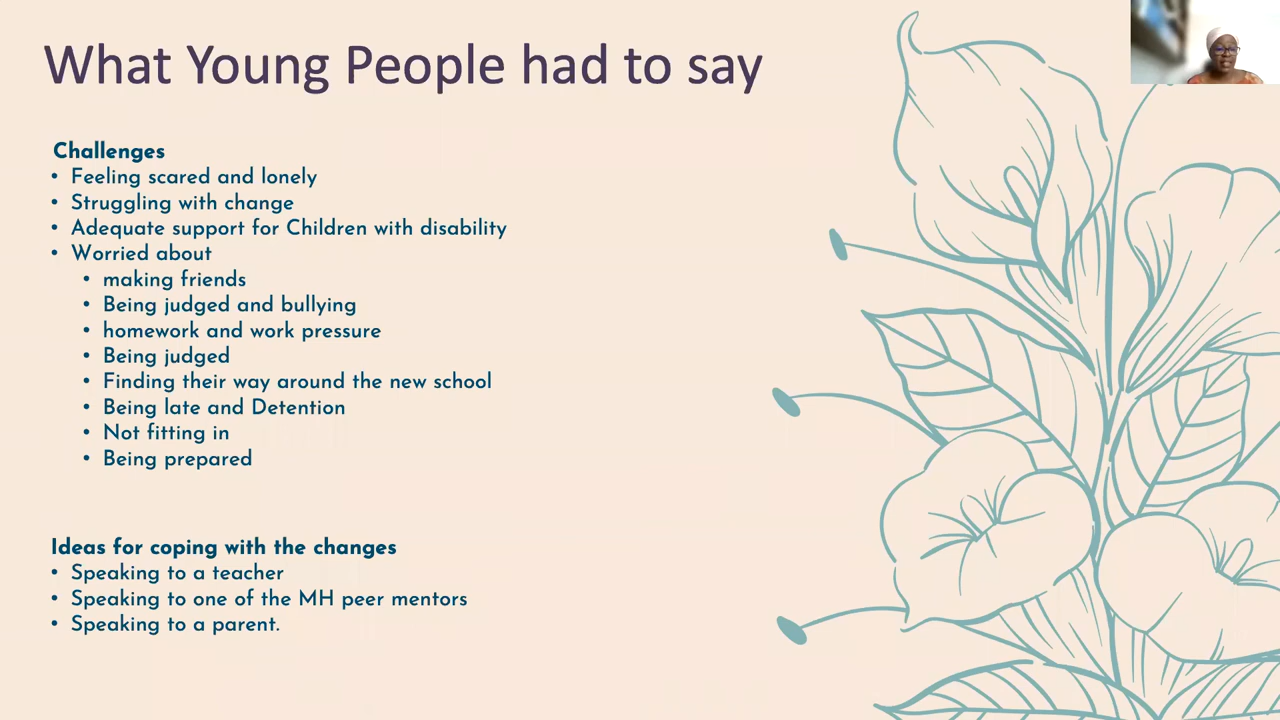 What Young People had to say
Challenges
• Feeling scared and lonely
• Struggling with change
• Adequate support for Children with disability
• Worried about
• making friends
• Being judged and bullying
• homework and work pressure
• Being judged
• Finding their way around the new school
• Being late and Detention
• Not fitting in
• Being prepared
Ideas for coping with the changes
• Speaking to a teacher
• Speaking to one of the MH peer mentors
• Speaking to a parent.